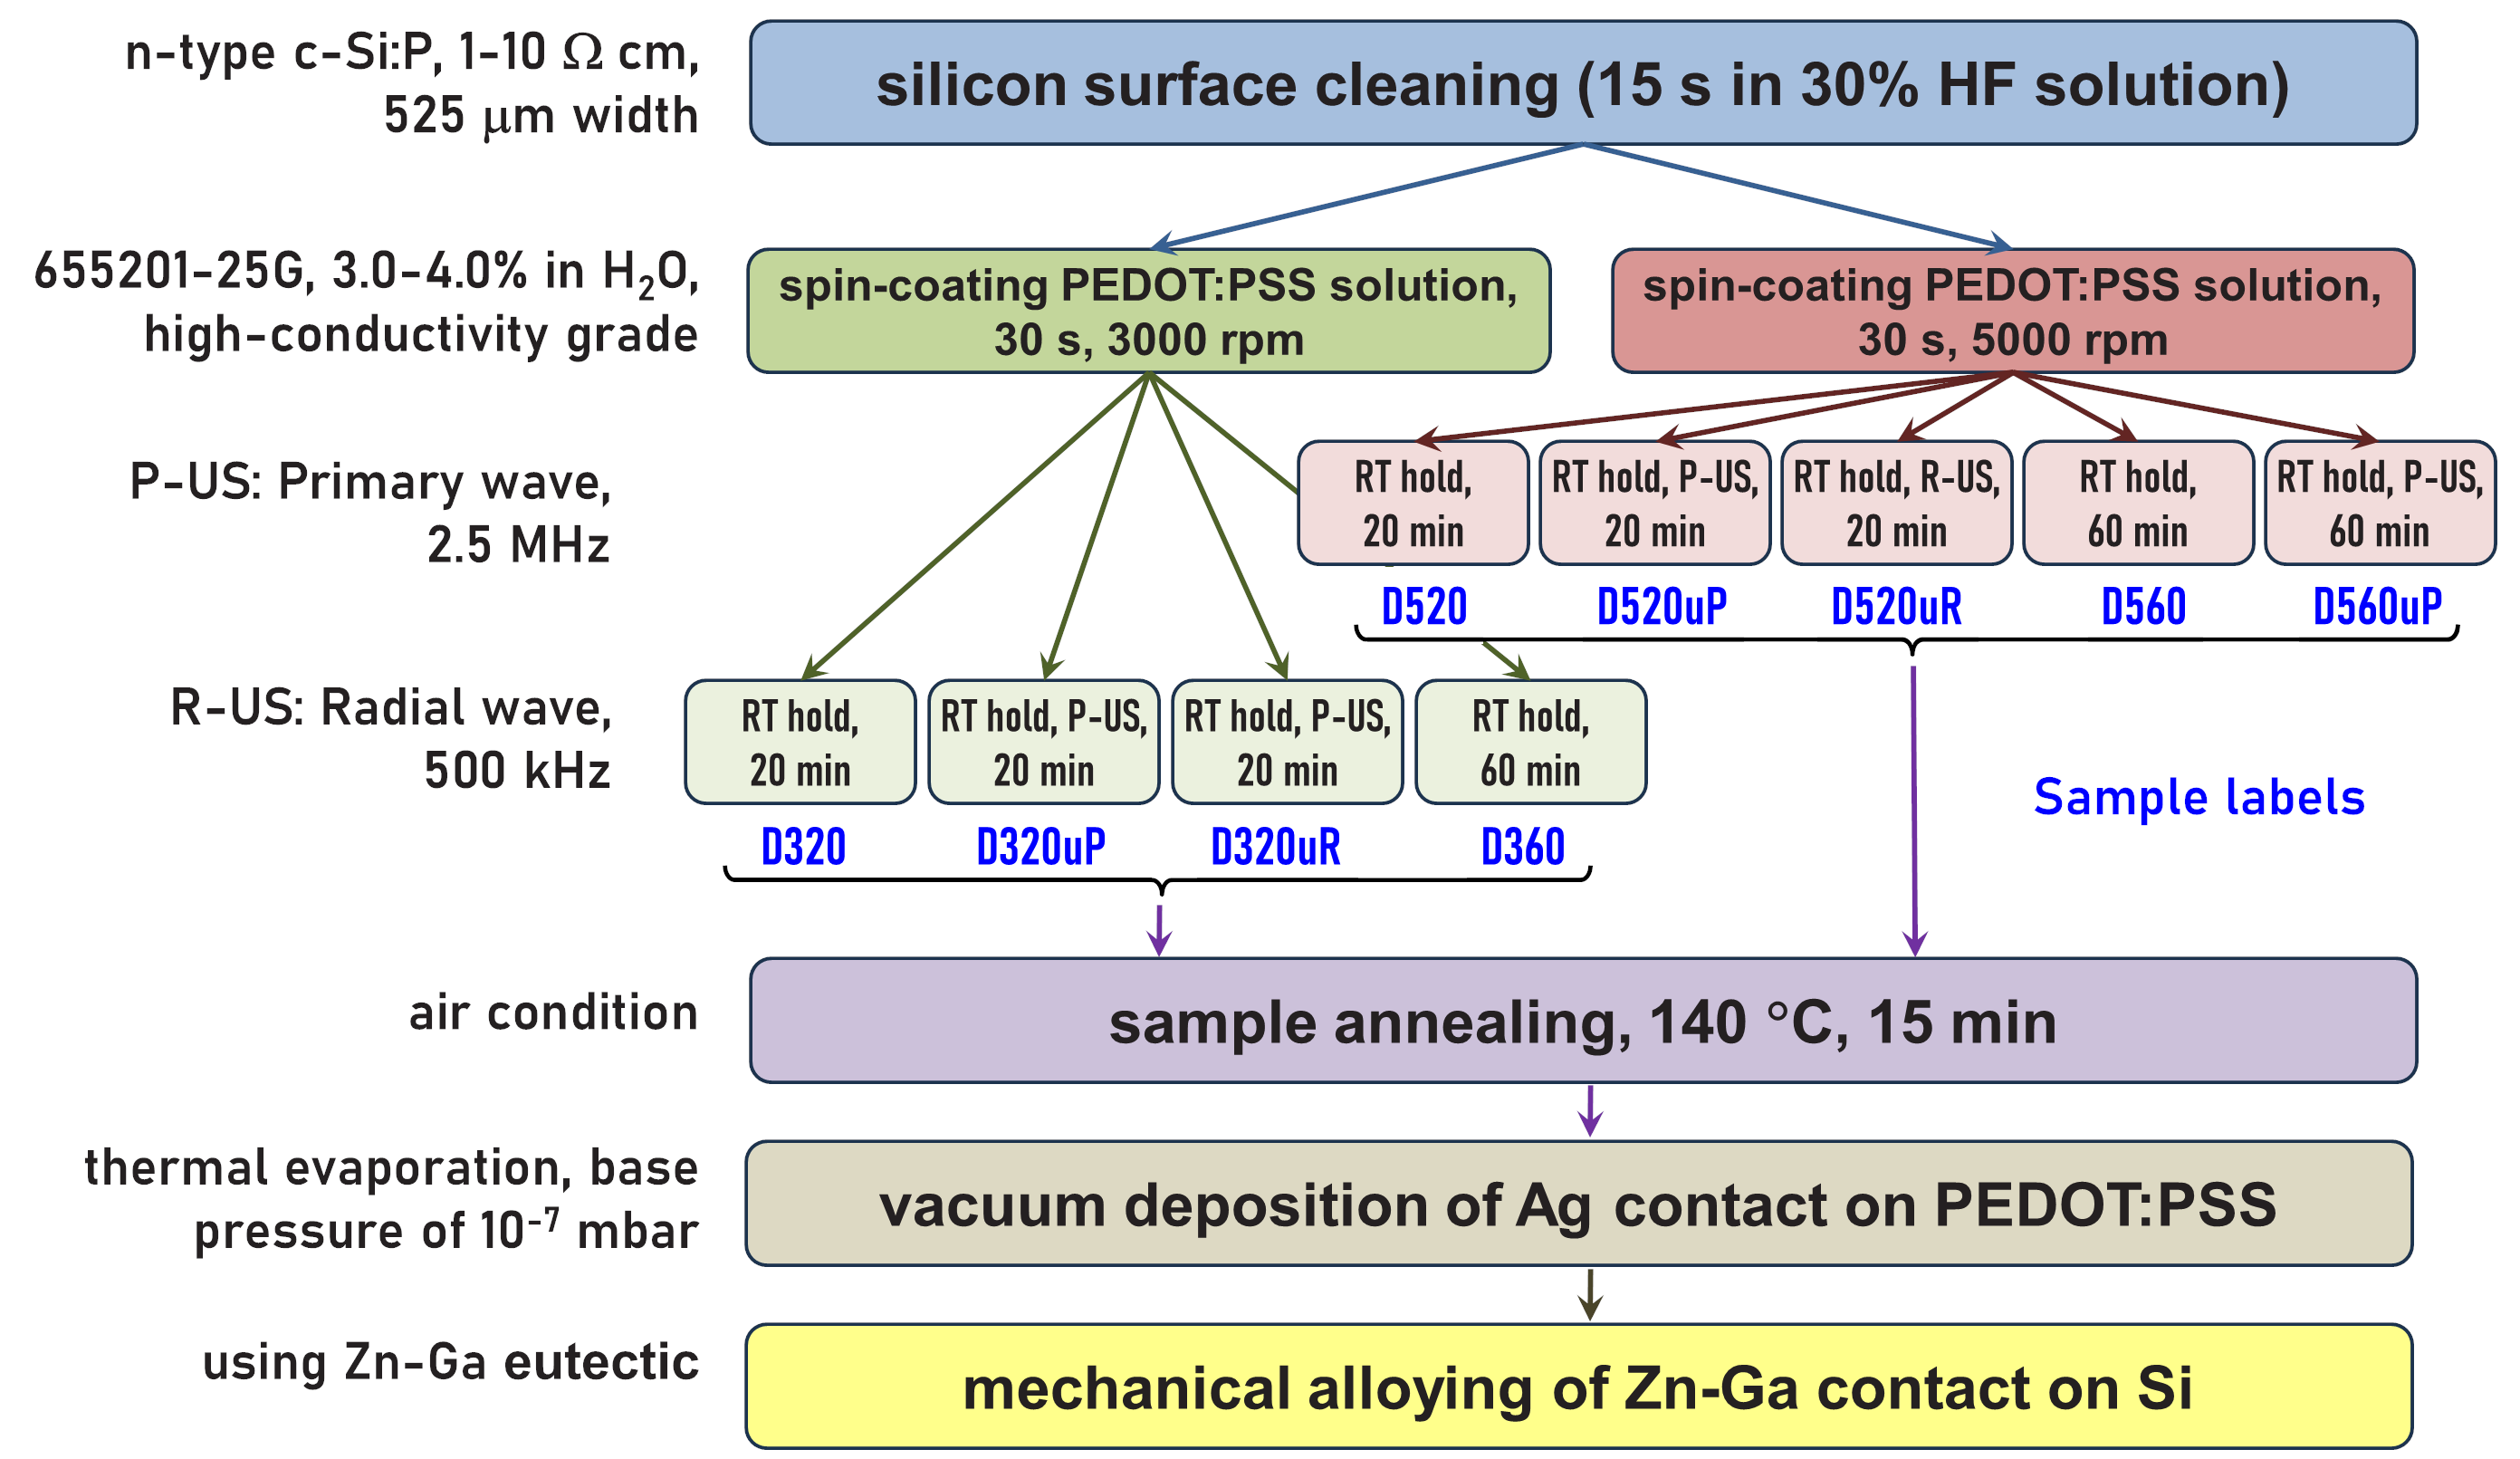 n-type c-Si:P, 1-10 Ω cm,
525 μm width
silicon surface cleaning (15 s in 30% HF solution)
655201-25G, 3.0-4.0% in H₂O,
high-conductivity grade
spin-coating PEDOT:PSS solution,
30 s, 3000 rpm
spin-coating PEDOT:PSS solution,
30 s, 5000 rpm
P-US: Primary wave,
2.5 MHz
RT hold,
20 min
RT hold, P-US,
20 min
RT hold, R-US,
20 min
RT hold,
60 min
RT hold, P-US,
60 min
D520
D520uP
D520uR
D560
D560uP
R-US: Radial wave,
500 kHz
RT hold,
20 min
RT hold, P-US,
20 min
RT hold, P-US,
20 min
RT hold,
60 min
Sample labels
D320
D320uP
D320uR
D360
air condition
sample annealing, 140 °C, 15 min
thermal evaporation, base
pressure of 10⁻⁷ mbar
vacuum deposition of Ag contact on PEDOT:PSS
using Zn-Ga eutectic
mechanical alloying of Zn-Ga contact on Si